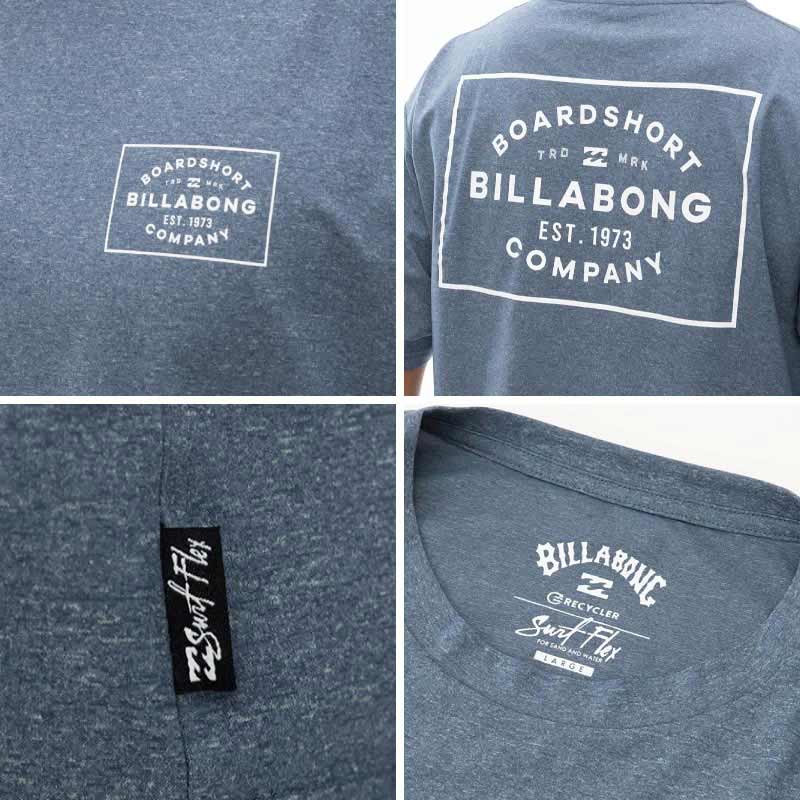 BOARDSHORT
TRD MRK
BILLABONG
EST. 1973
COMPANY
BOARDSHORT
TRD MRK
BILLABONG
EST. 1973
COMPANY
Surf Flex
BILLABONG
RECYCLER
Surf Flex
FOR SAND AND WATER
LARGE